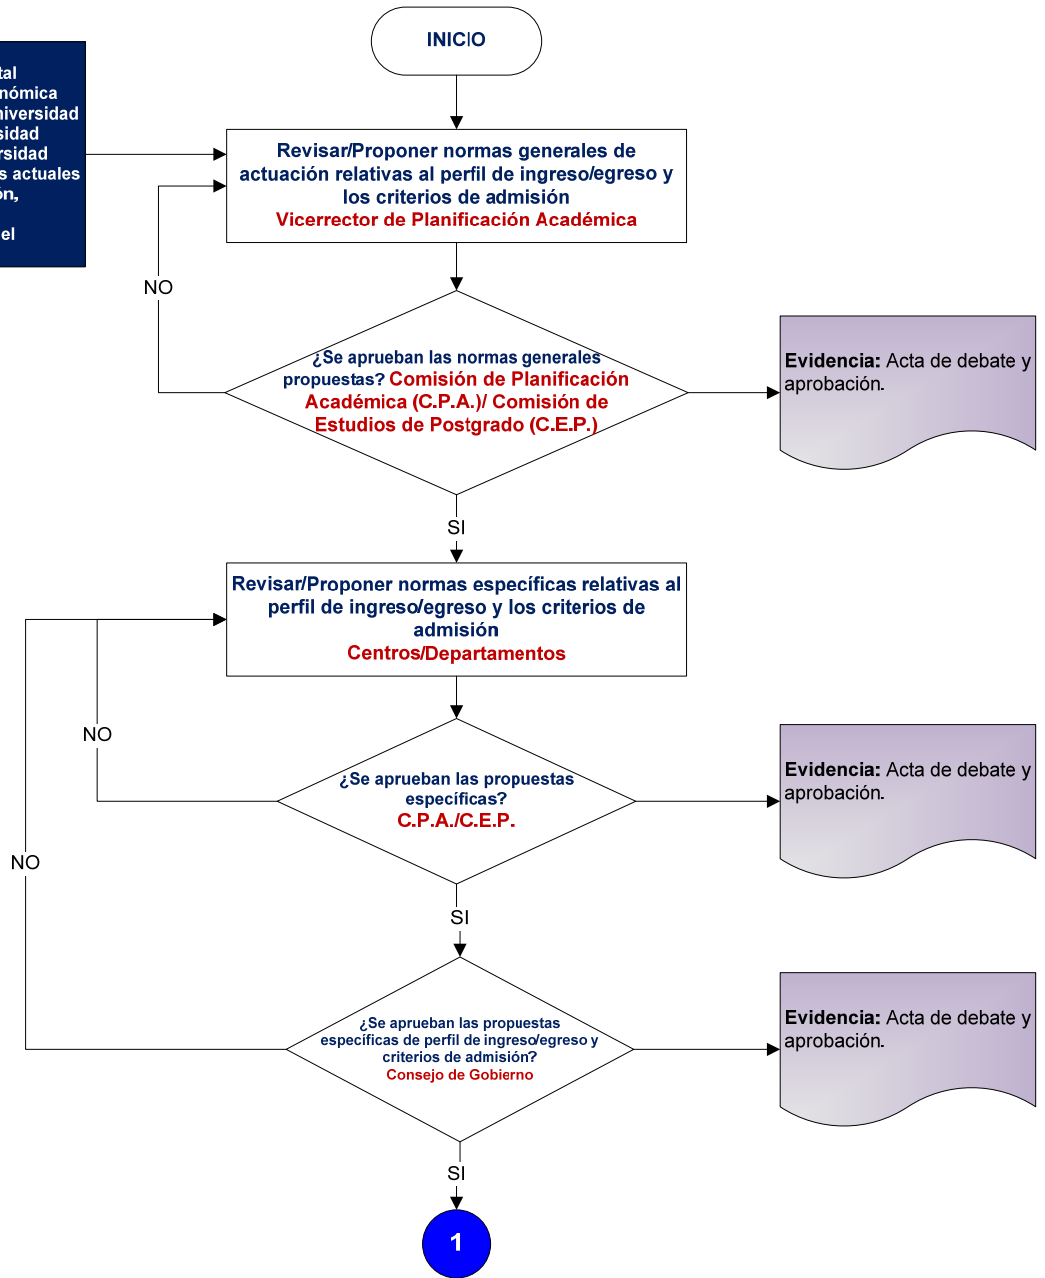 INICIO
nómica
niversidad
sidad
rsidad
s actuales
el
Revisar/Proponer normas generales de
actuación relativas al perfil de ingreso/egreso y
los criterios de admisión
Vicerrector de Planificación Académica
NO
¿Se aprueban las normas generales
propuestas? Comisión de Planificación
Académica (C.P.A.)/ Comisión de
Estudios de Postgrado (C.E.P.)
Evidencia: Acta de debate y
aprobación.
SI
Revisar/Proponer normas específicas relativas al
perfil de ingreso/egreso y los criterios de
admisión
Centros/Departamentos
NO
¿Se aprueban las propuestas
específicas?
C.P.A./C.E.P.
Evidencia: Acta de debate y
aprobación.
NO
SI
¿Se aprueban las propuestas
específicas de perfil de ingreso/egreso y
criterios de admisión?
Consejo de Gobierno
Evidencia: Acta de debate y
aprobación.
SI
1